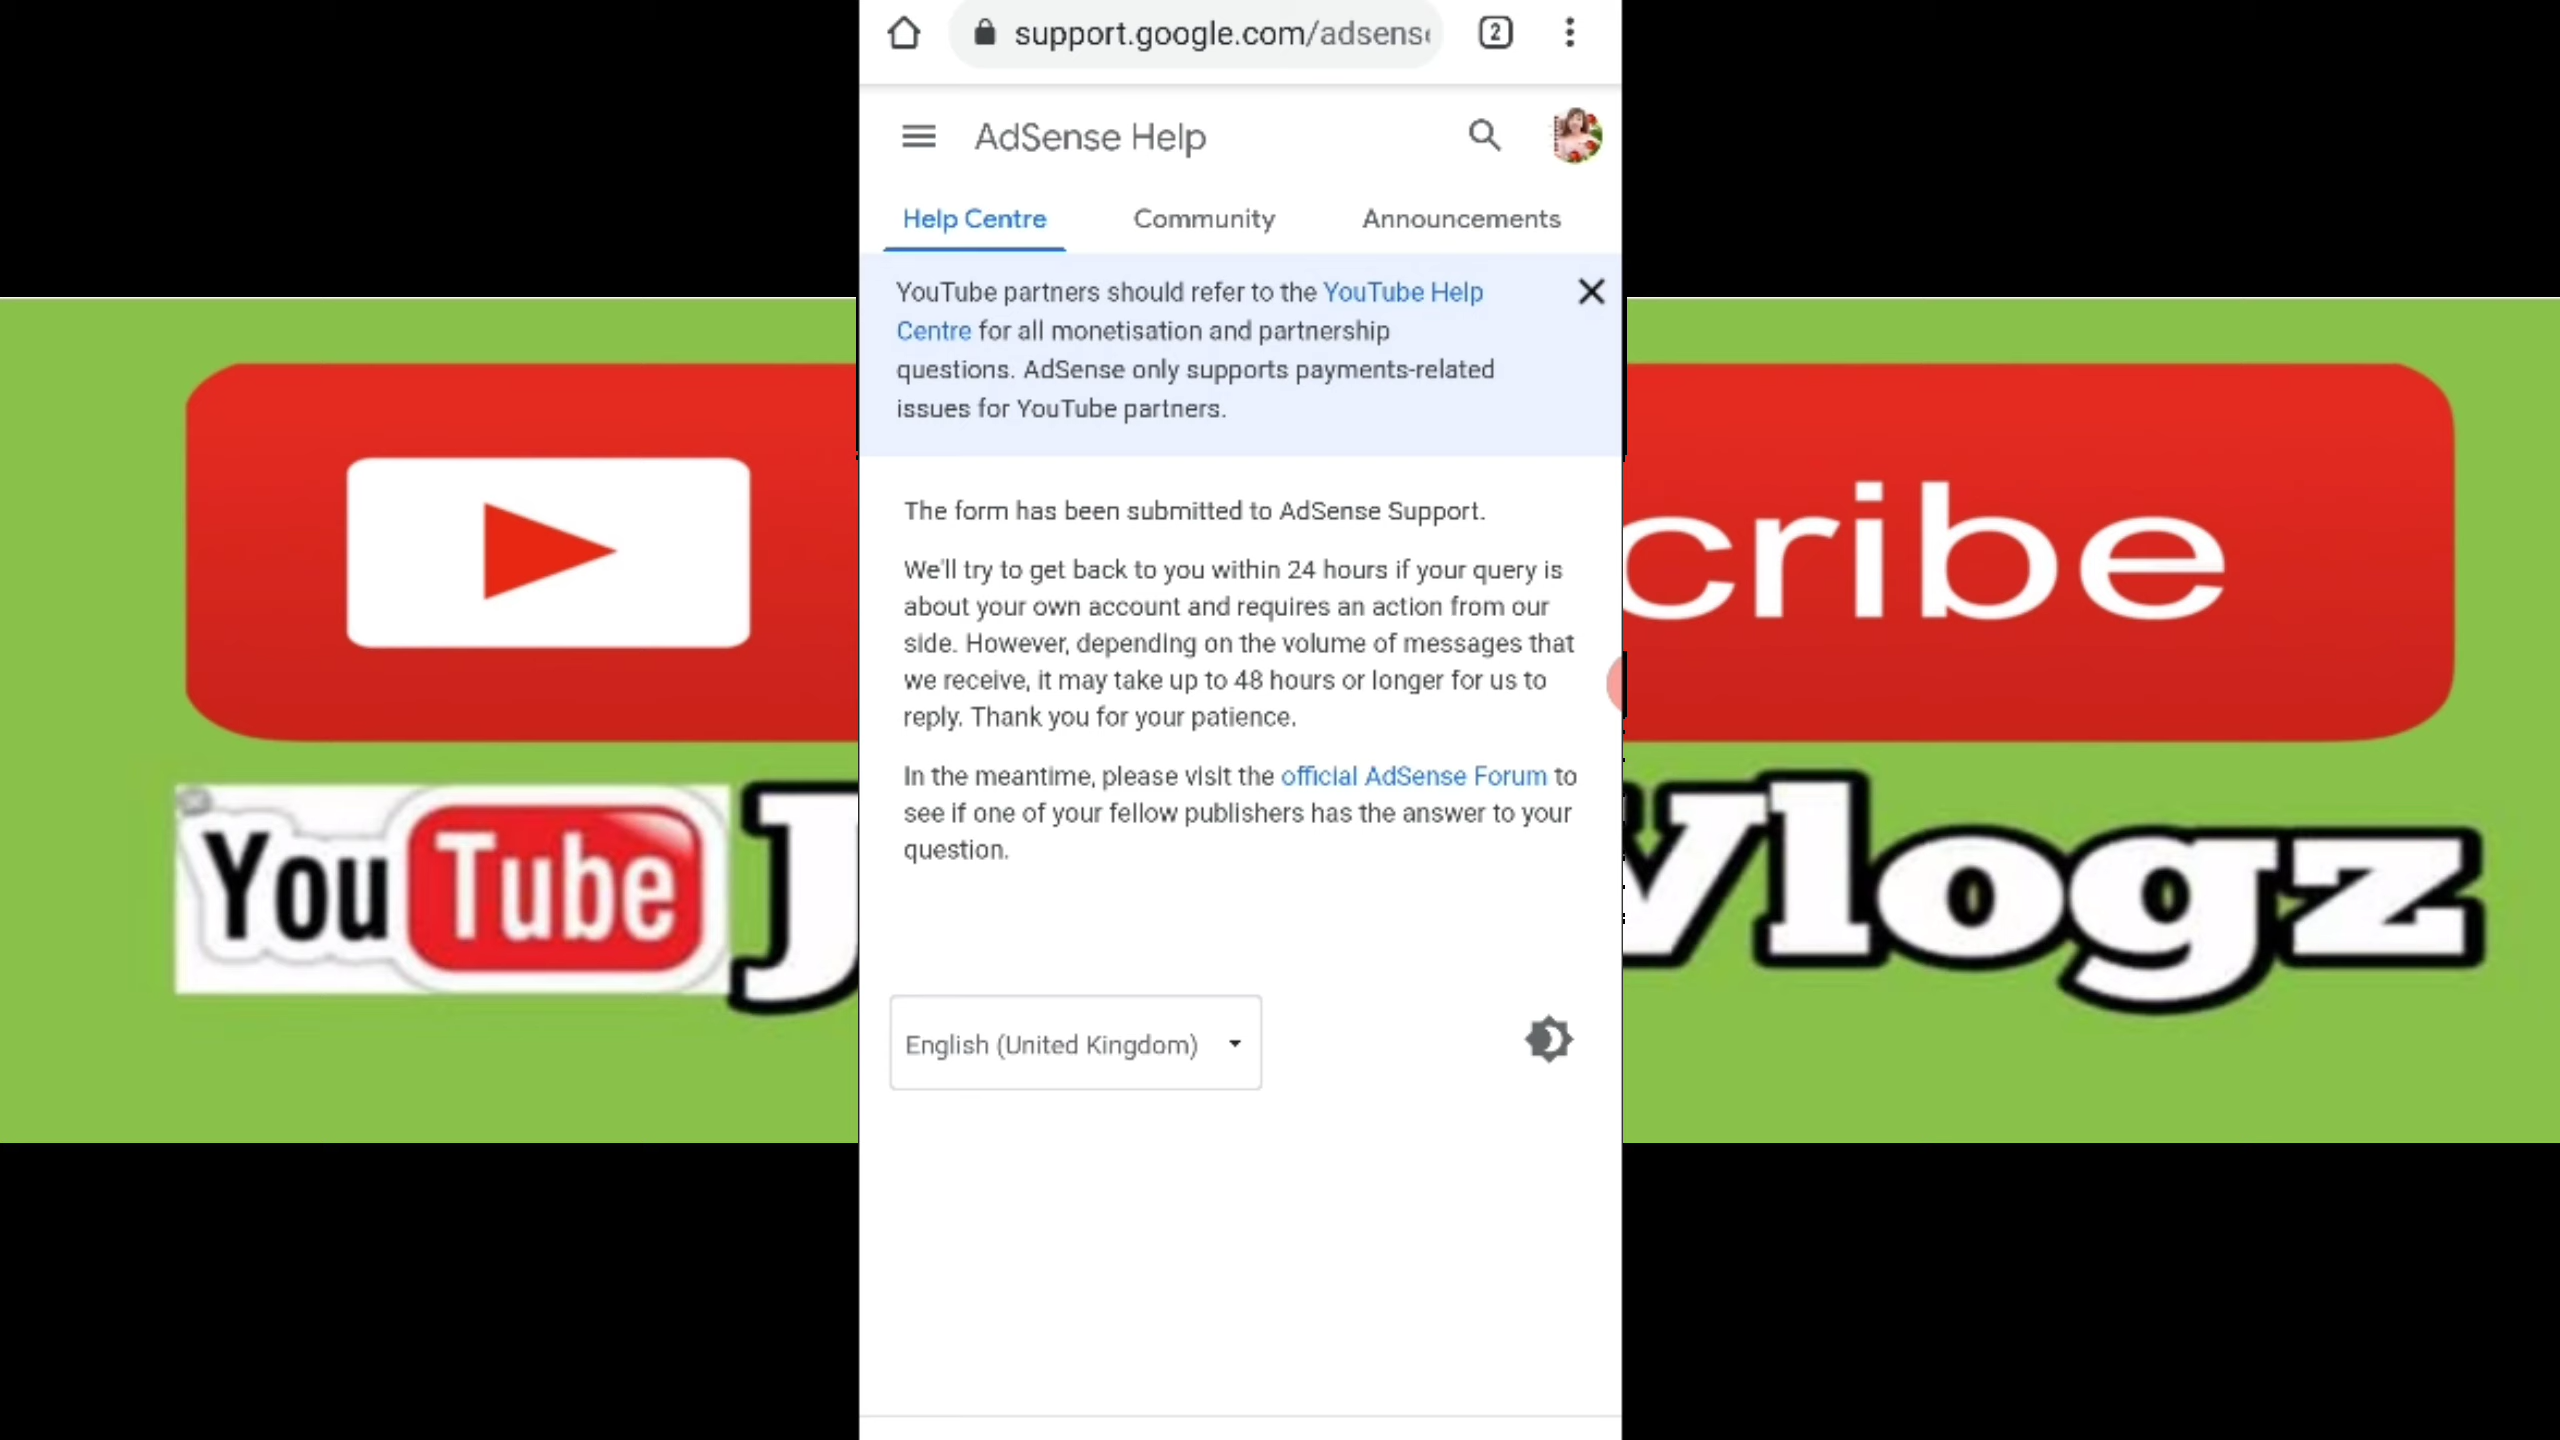 support.google.com/adsens
2
AdSense Help
Help Centre
Community
Announcements
YouTube partners should refer to the YouTube Help
Centre for all monetisation and partnership
questions. AdSense only supports payments-related
issues for YouTube partners.
The form has been submitted to AdSense Support.
We'll try to get back to you within 24 hours if your query is
about your own account and requires an action from our
side. However, depending on the volume of messages that
we receive, it may take up to 48 hours or longer for us to
reply. Thank you for your patience.
In the meantime, please visit the official AdSense Forum to
see if one of your fellow publishers has the answer to your
question.
English (United Kingdom)
cribe
YouTube J
Vlogz